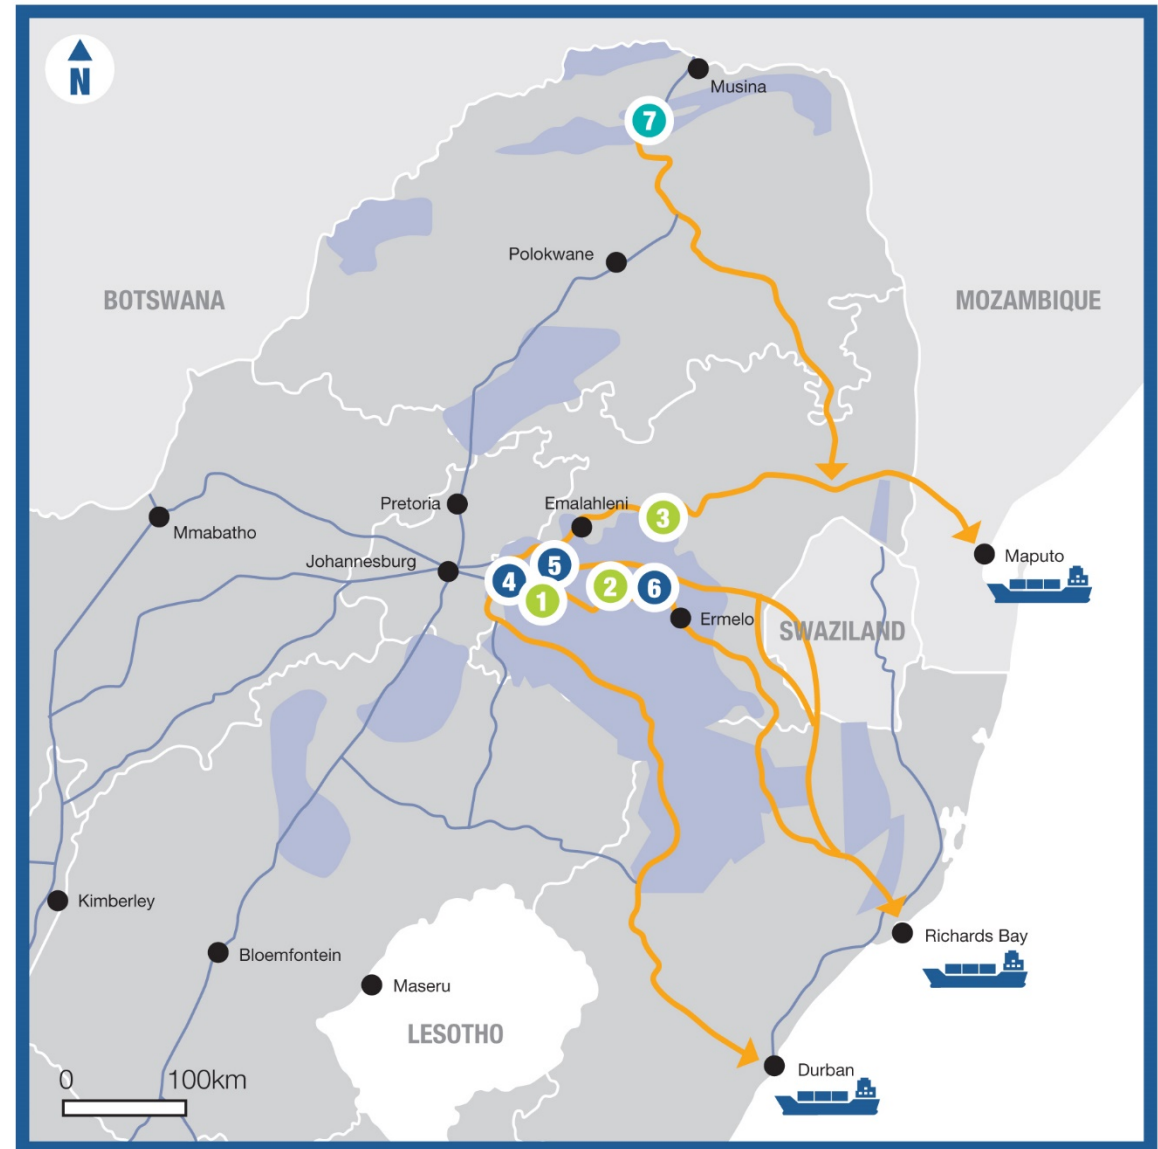 N
Musina
7
Polokwane
BOTSWANA
MOZAMBIQUE
Pretoria
Emalahleni
3
Mmabatho
Johannesburg
Maputo
5
4
2
6
1
Ermelo
SWAZILAND
Kimberley
Richards Bay
Bloemfontein
Maseru
LESOTHO
Durban
0 100km